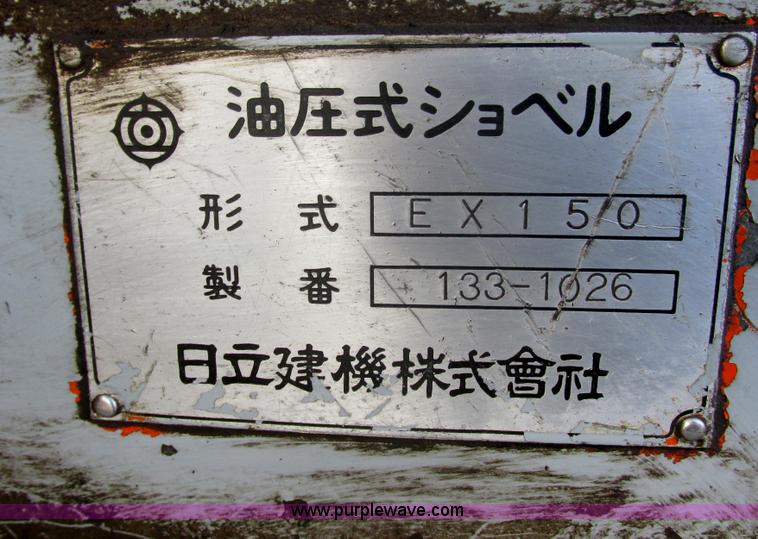 油圧式ショベル
形式 EX150
製番 133-1026
日立建機株式會社
www.purplewave.com